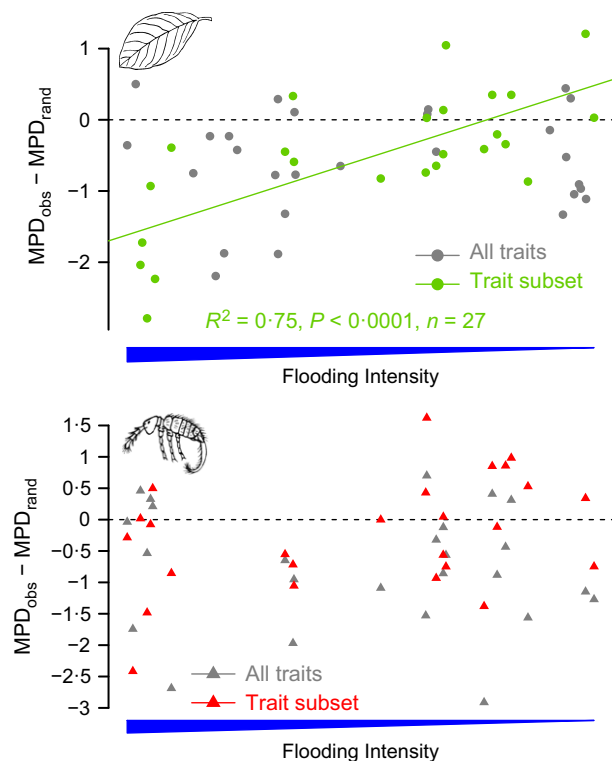 1
0
−1
−2
MPDobs − MPDrand
All traits
Trait subset
R2 = 0·75, P < 0·0001, n = 27
Flooding Intensity
1·5
1
0·5
0
−0·5
−1
−1·5
−2
−2·5
−3
MPDobs − MPDrand
All traits
Trait subset
Flooding Intensity